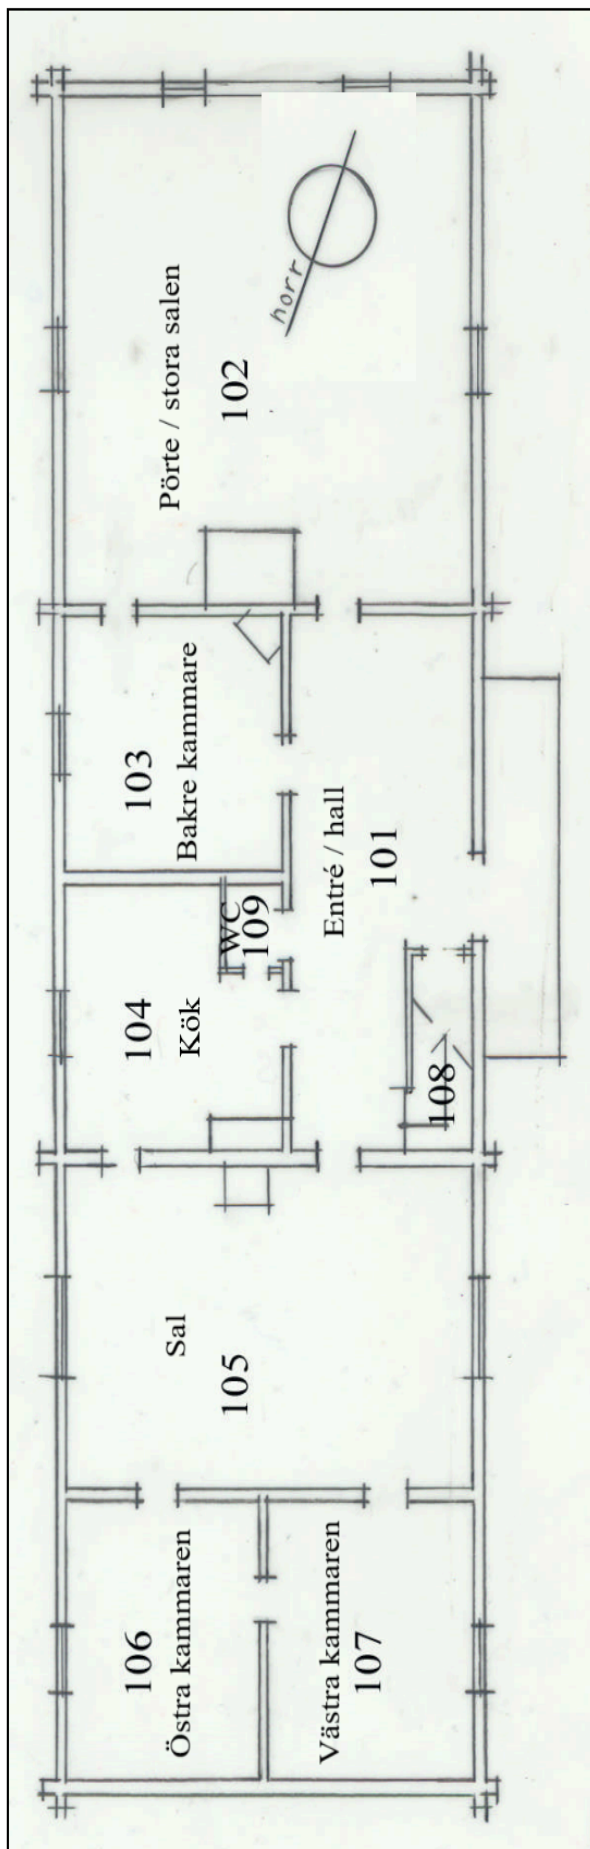 Pörte / stora salen
102
horr
103
Bakre kammare
Entré / hall
101
WC
109
104
Kök
108
Sal
105
106
Östra kammaren
Västra kammaren
107